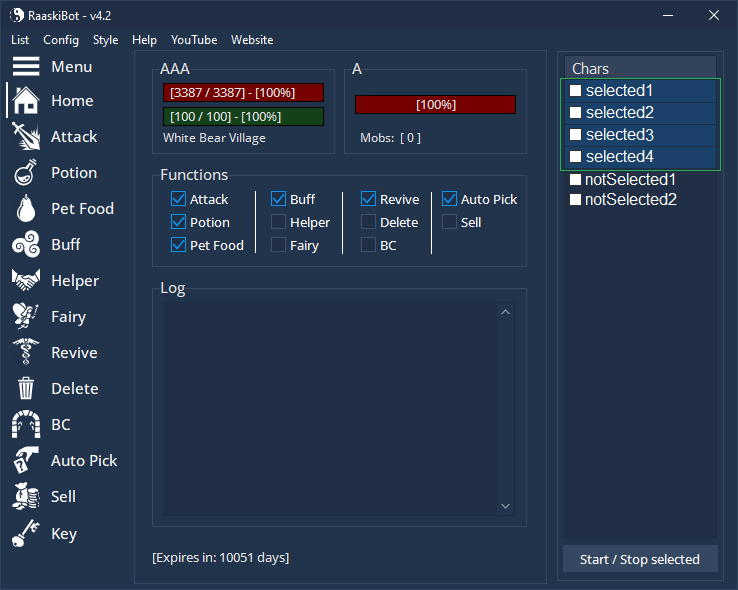 RaaskiBot - v4.2
List Config Style Help YouTube Website
Menu
Home
Attack
Potion
Pet Food
Buff
Helper
Fairy
Revive
Delete
BC
Auto Pick
Sell
Key
AAA
[3387 / 3387] - [100%]
[100 / 100] - [100%]
White Bear Village
A
[100%]
Mobs: [ 0 ]
Functions
Attack Buff Revive Auto Pick
Potion Helper Delete Sell
Pet Food Fairy BC
Log
[Expires in: 10051 days]
Chars
selected1
selected2
selected3
selected4
notSelected1
notSelected2
Start / Stop selected